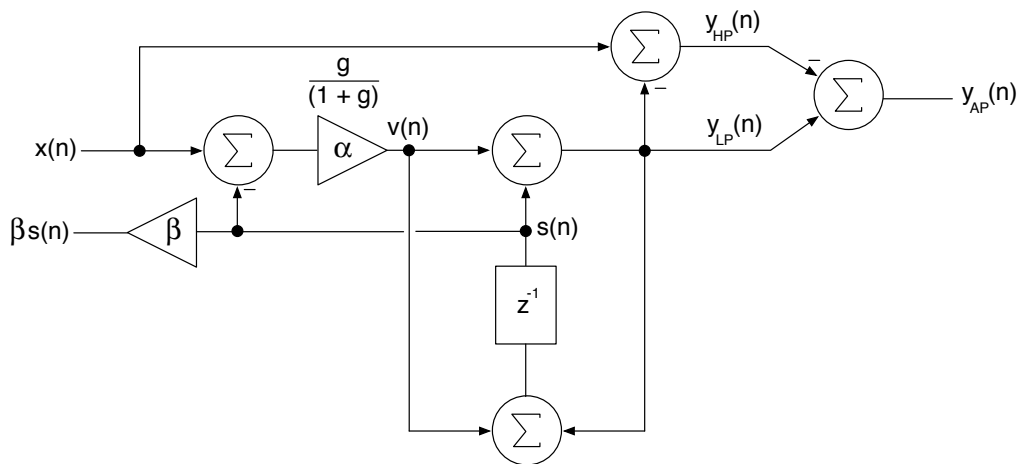 y_HP(n)
–
Σ
–
g
(1 + g)
Σ
y_AP(n)
x(n)
Σ
–
α
v(n)
Σ
y_LP(n)
βs(n)
β
s(n)
z^-1
Σ